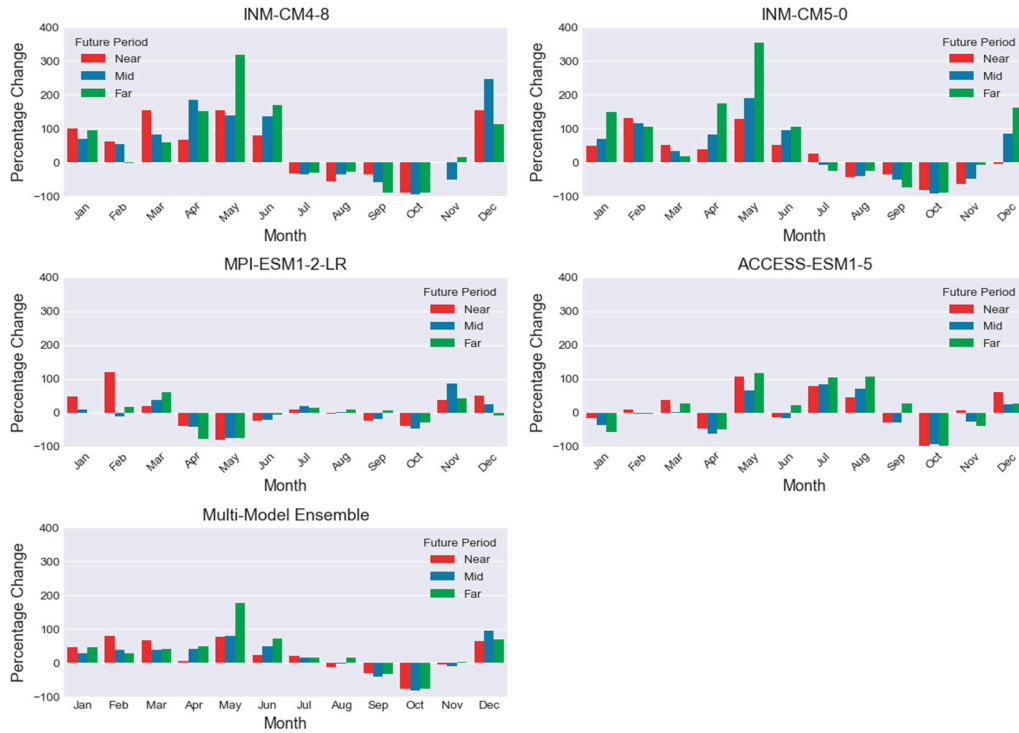 INM-CM4-8
Percentage Change
400
300
200
100
0
−100
Future Period
Near
Mid
Far
Jan Feb Mar Apr May Jun Jul Aug Sep Oct Nov Dec
Month
INM-CM5-0
Percentage Change
400
300
200
100
0
−100
Future Period
Near
Mid
Far
Jan Feb Mar Apr May Jun Jul Aug Sep Oct Nov Dec
Month
MPI-ESM1-2-LR
Percentage Change
400
300
200
100
0
−100
Future Period
Near
Mid
Far
Jan Feb Mar Apr May Jun Jul Aug Sep Oct Nov Dec
Month
ACCESS-ESM1-5
Percentage Change
400
300
200
100
0
−100
Future Period
Near
Mid
Far
Jan Feb Mar Apr May Jun Jul Aug Sep Oct Nov Dec
Month
Multi-Model Ensemble
Percentage Change
400
300
200
100
0
−100
Future Period
Near
Mid
Far
Jan Feb Mar Apr May Jun Jul Aug Sep Oct Nov Dec
Month